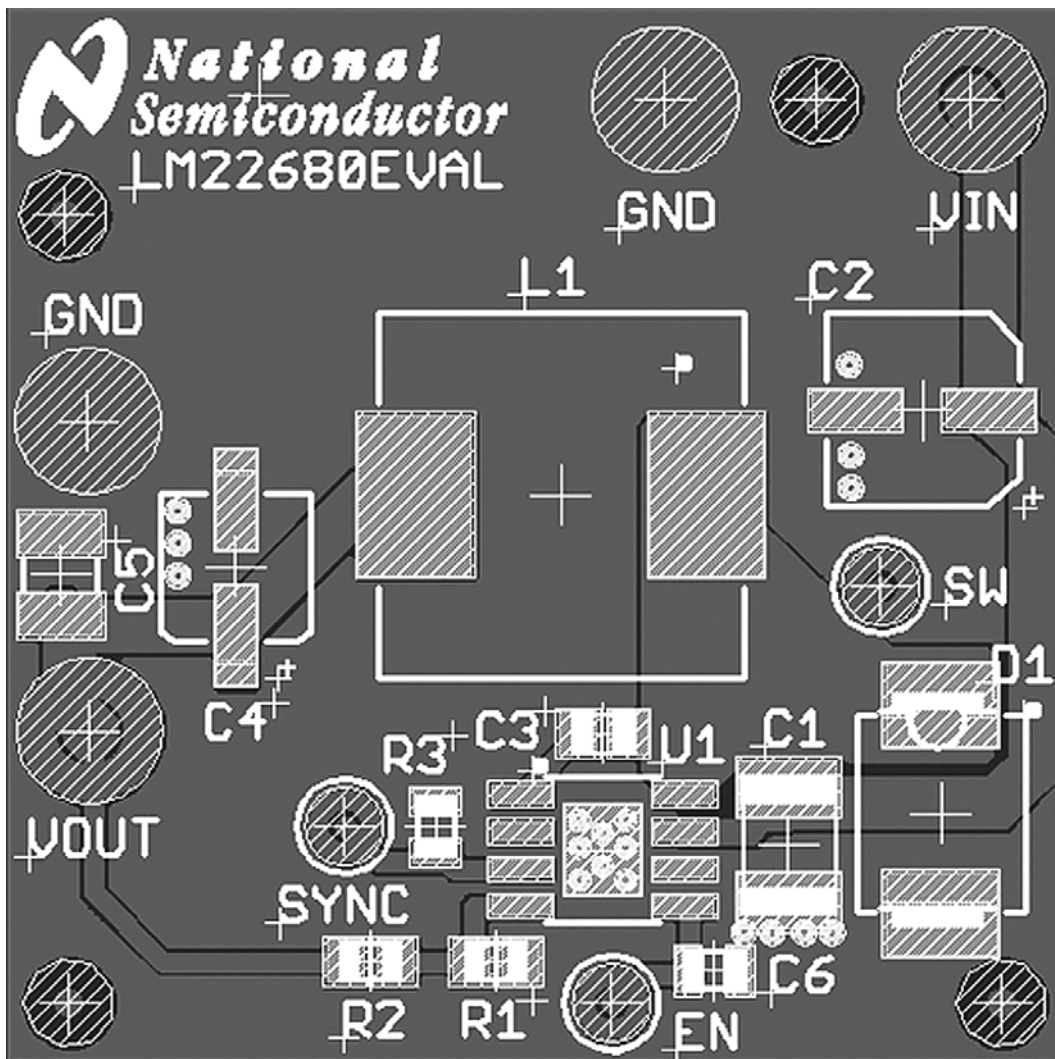 National
Semiconductor
LM22680EVAL
GND
VIN
L1
C2
GND
C5
SW
D1
C4
C3
U1
C1
R3
VOUT
SYNC
C6
R2
R1
EN